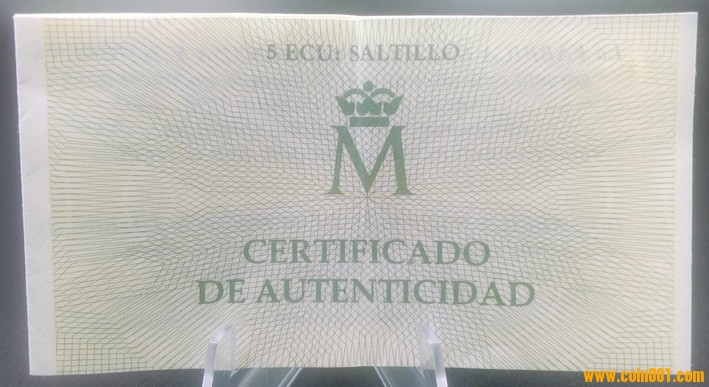 5 ECU: SALTILLO
M
CERTIFICADO
DE AUTENTICIDAD
www.coin001.com